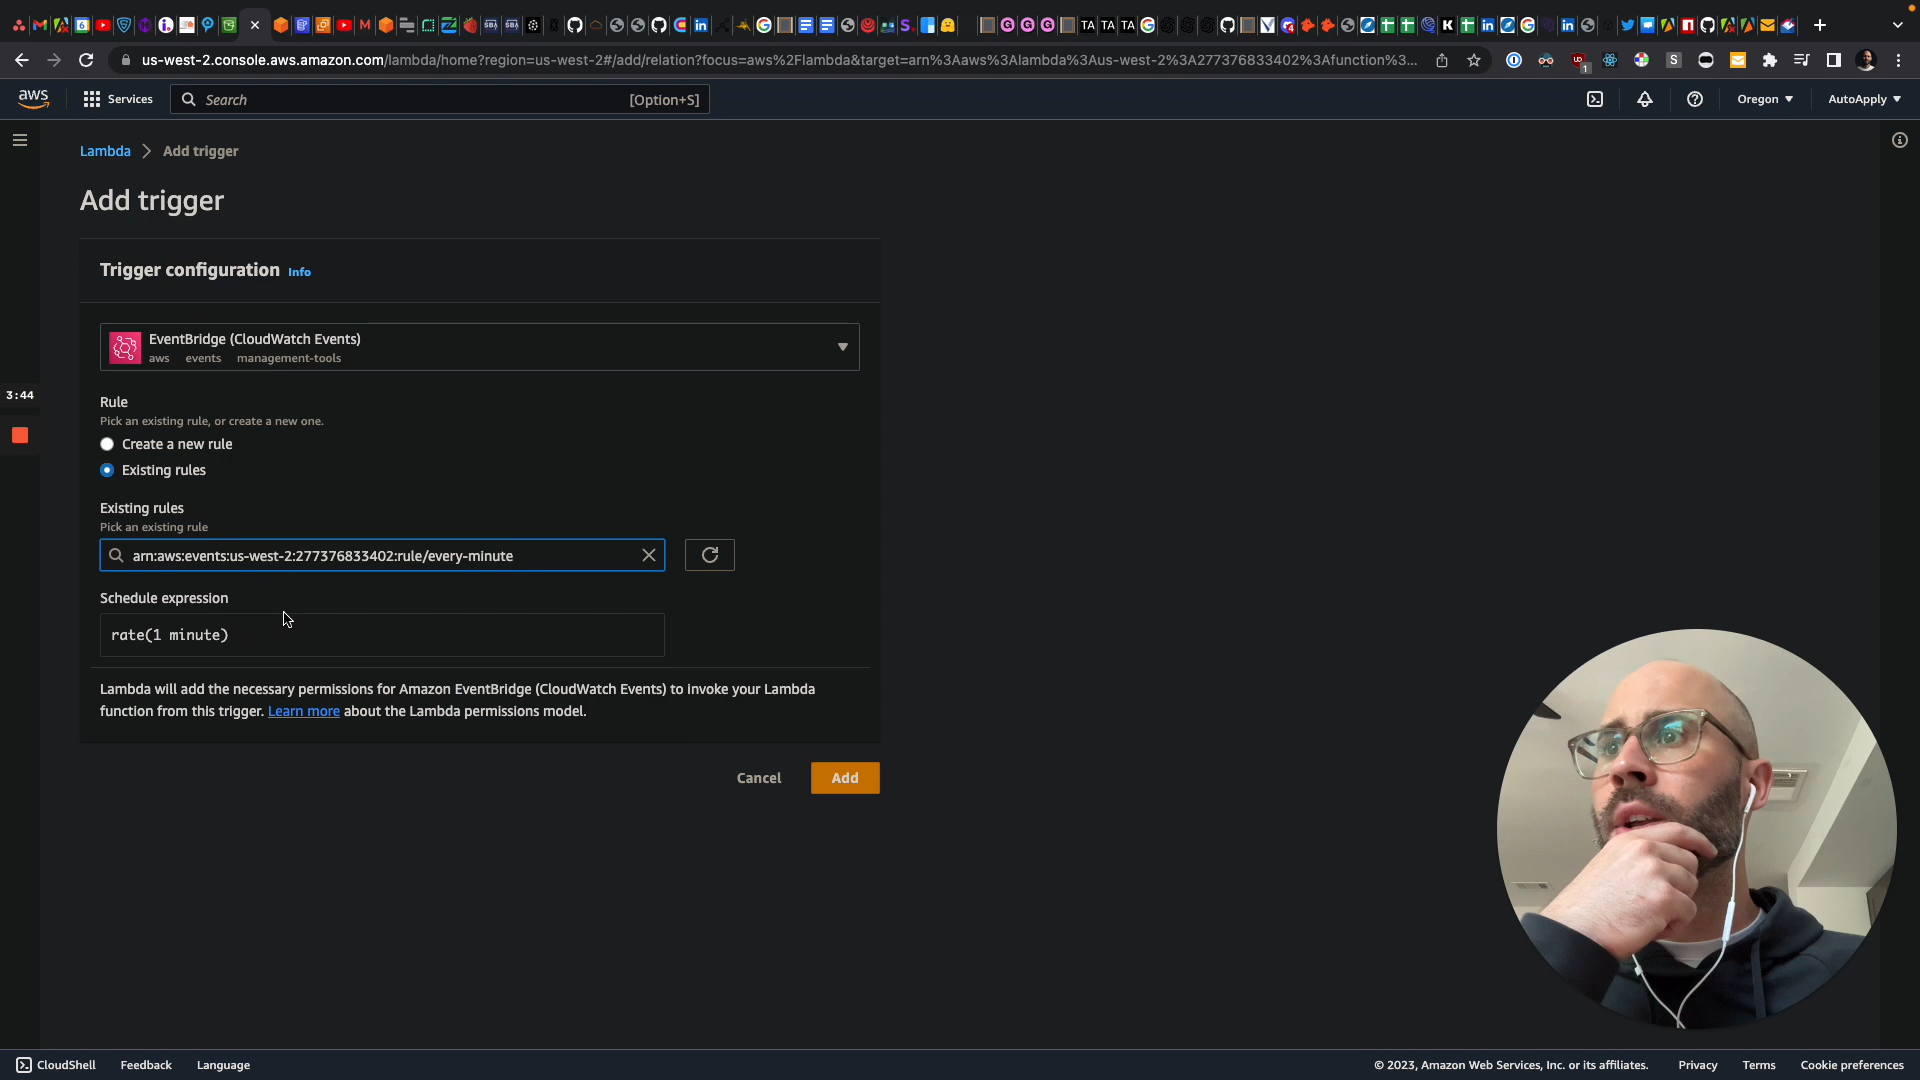 us-west-2.console.aws.amazon.com/lambda/home?region=us-west-2#/add/relation?focus=aws%2Flambda&target=arn%3Aaws%3Alambda%3Aus-west-2%3A277376833402%3Afunction%3...
aws
Services
Search
[Option+S]
Oregon
AutoApply
Lambda
Add trigger
Add trigger
Trigger configuration Info
EventBridge (CloudWatch Events)
aws events management-tools
3:44
Rule
Pick an existing rule, or create a new one.
Create a new rule
Existing rules
Existing rules
Pick an existing rule
arn:aws:events:us-west-2:277376833402:rule/every-minute
Schedule expression
rate(1 minute)
Lambda will add the necessary permissions for Amazon EventBridge (CloudWatch Events) to invoke your Lambda
function from this trigger. Learn more about the Lambda permissions model.
Cancel
Add
CloudShell
Feedback
Language
© 2023, Amazon Web Services, Inc. or its affiliates.
Privacy
Terms
Cookie preferences